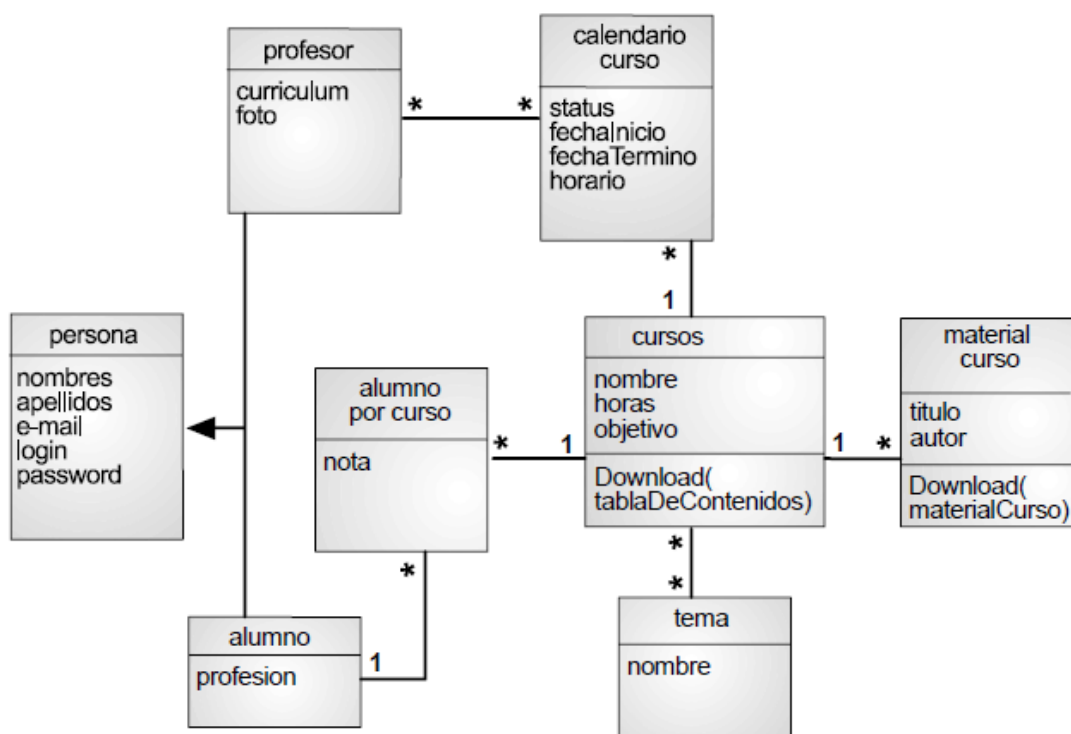 profesor
curriculum
foto
*
*
calendario
curso
status
fechaInicio
fechaTermino
horario
*
1
persona
nombres
apellidos
e-mail
login
password
alumno
por curso
nota
*
1
*
cursos
nombre
horas
objetivo
Download(
tablaDeContenidos)
1
*
material
curso
titulo
autor
Download(
materialCurso)
*
*
alumno
profesion
1
tema
nombre